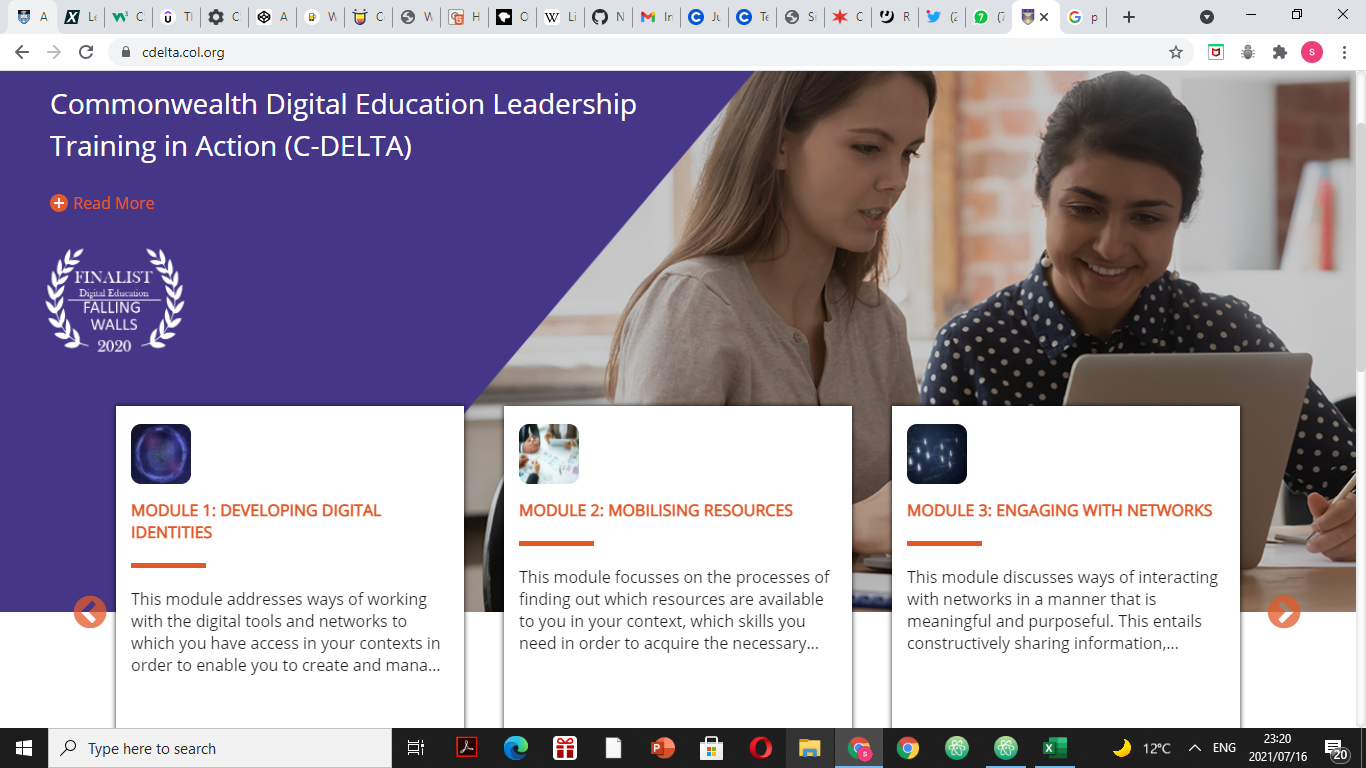 A
Le
C
Tl
C
A
W
C
W
H
O
Li
N
In
Ju
Te
Si
C
R
(2
(7
p
cdelta.col.org
s
Commonwealth Digital Education Leadership
Training in Action (C-DELTA)
Read More
FINALIST
Digital Education
FALLING
WALLS
2020
MODULE 1: DEVELOPING DIGITAL
IDENTITIES
This module addresses ways of working
with the digital tools and networks to
which you have access in your contexts in
order to enable you to create and mana...
MODULE 2: MOBILISING RESOURCES
This module focusses on the processes of
finding out which resources are available
to you in your context, which skills you
need in order to acquire the necessary...
MODULE 3: ENGAGING WITH NETWORKS
This module discusses ways of interacting
with networks in a manner that is
meaningful and purposeful. This entails
constructively sharing information,...
Type here to search
12°C
ENG
23:20
2021/07/16
20